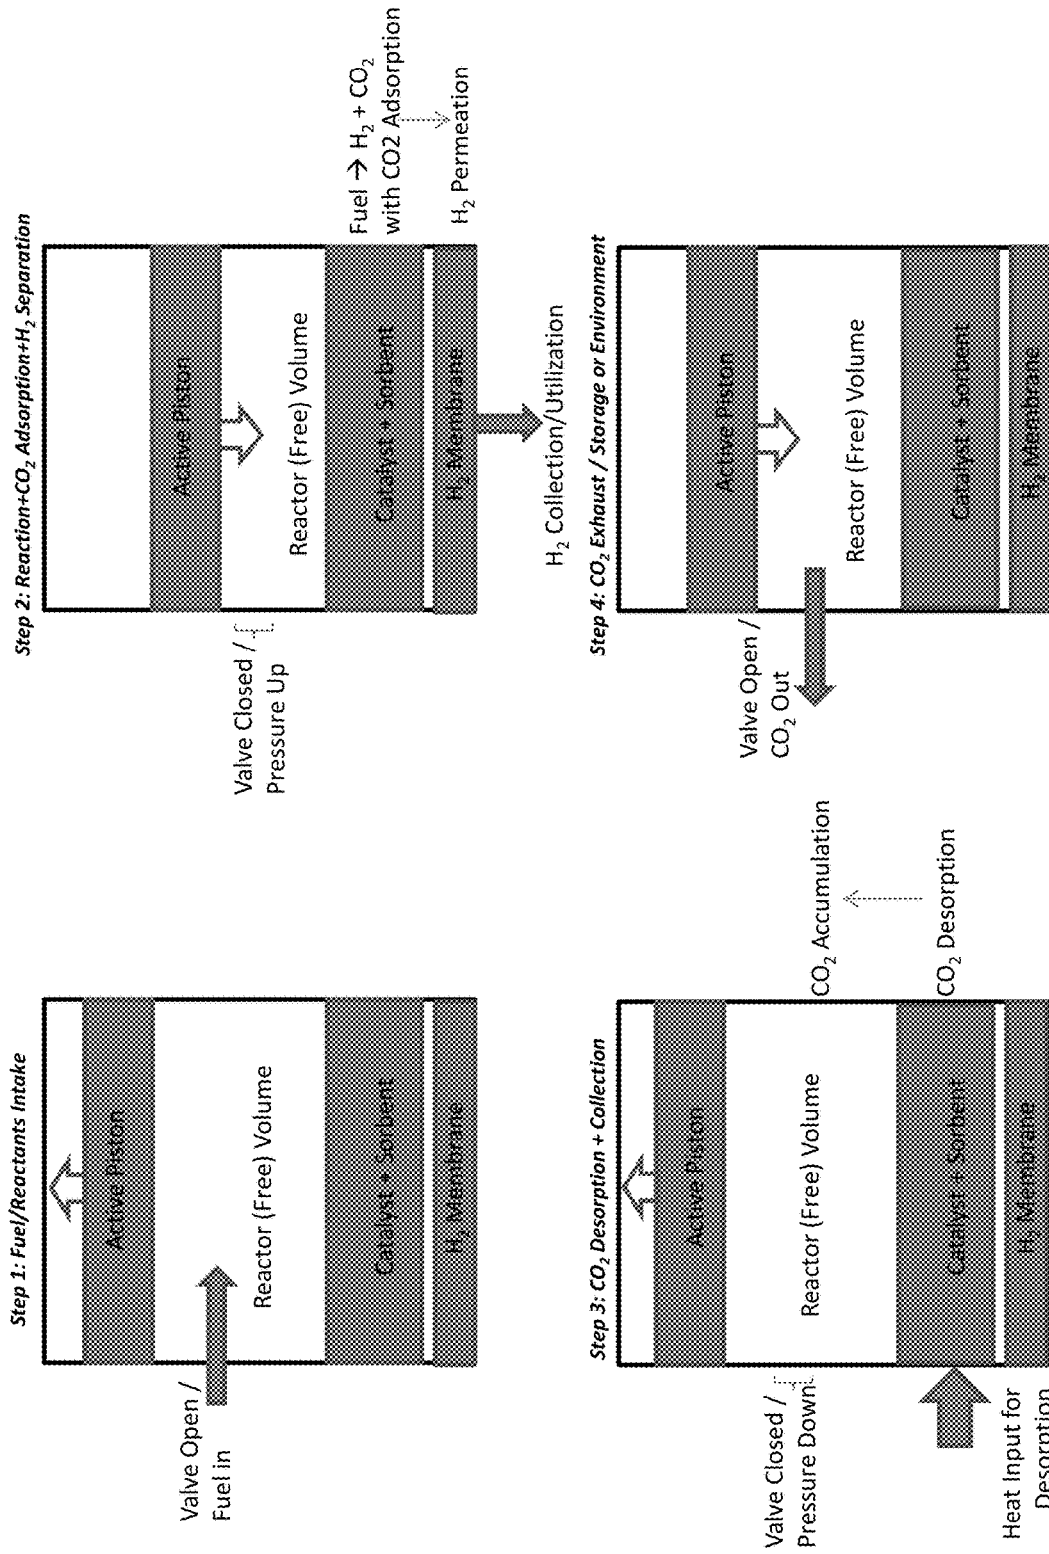 Step 1: Fuel/Reactants Intake
Valve Open /
Fuel in
Active Piston
Reactor (Free) Volume
Catalyst + Sorbent
H₂ Membrane
Step 2: Reaction+CO₂ Adsorption+H₂ Separation
Valve Closed /
Pressure Up
Active Piston
Reactor (Free) Volume
Catalyst + Sorbent
H₂ Membrane
Fuel → H₂ + CO₂
with CO2 Adsorption
H₂ Permeation
H₂ Collection/Utilization
Step 3: CO₂ Desorption + Collection
Valve Closed /
Pressure Down
Active Piston
Reactor (Free) Volume
Catalyst + Sorbent
H₂ Membrane
Heat Input for
Desorption
CO₂ Accumulation
CO₂ Desorption
Step 4: CO₂ Exhaust / Storage or Environment
Valve Open /
CO₂ Out
Active Piston
Reactor (Free) Volume
Catalyst + Sorbent
H₂ Membrane